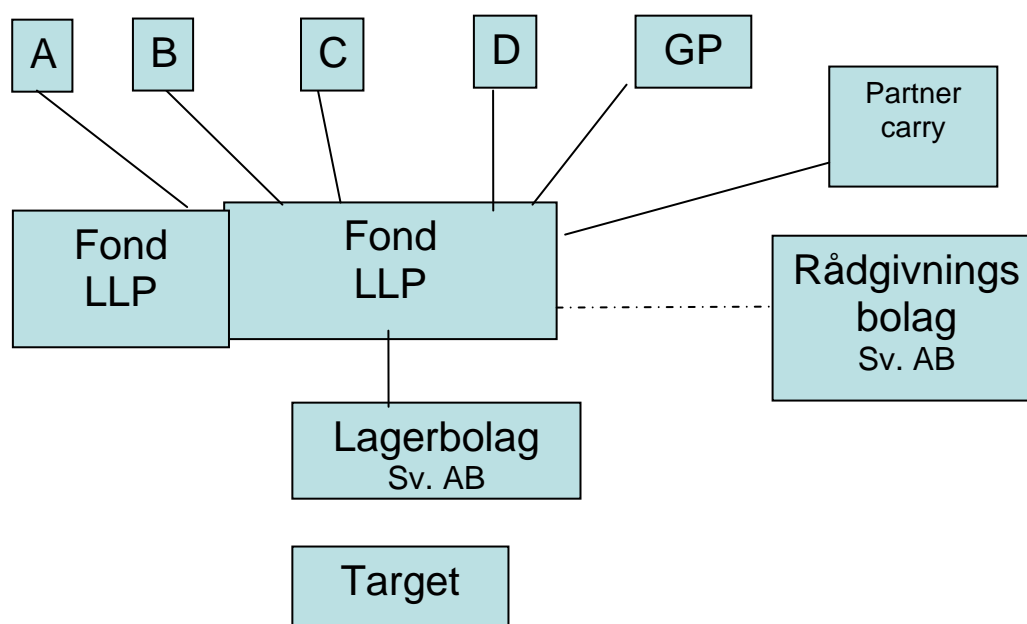 A
B
C
D
GP
Partner
carry
Fond
LLP
Fond
LLP
Rådgivnings
bolag
Sv. AB
Lagerbolag
Sv. AB
Target